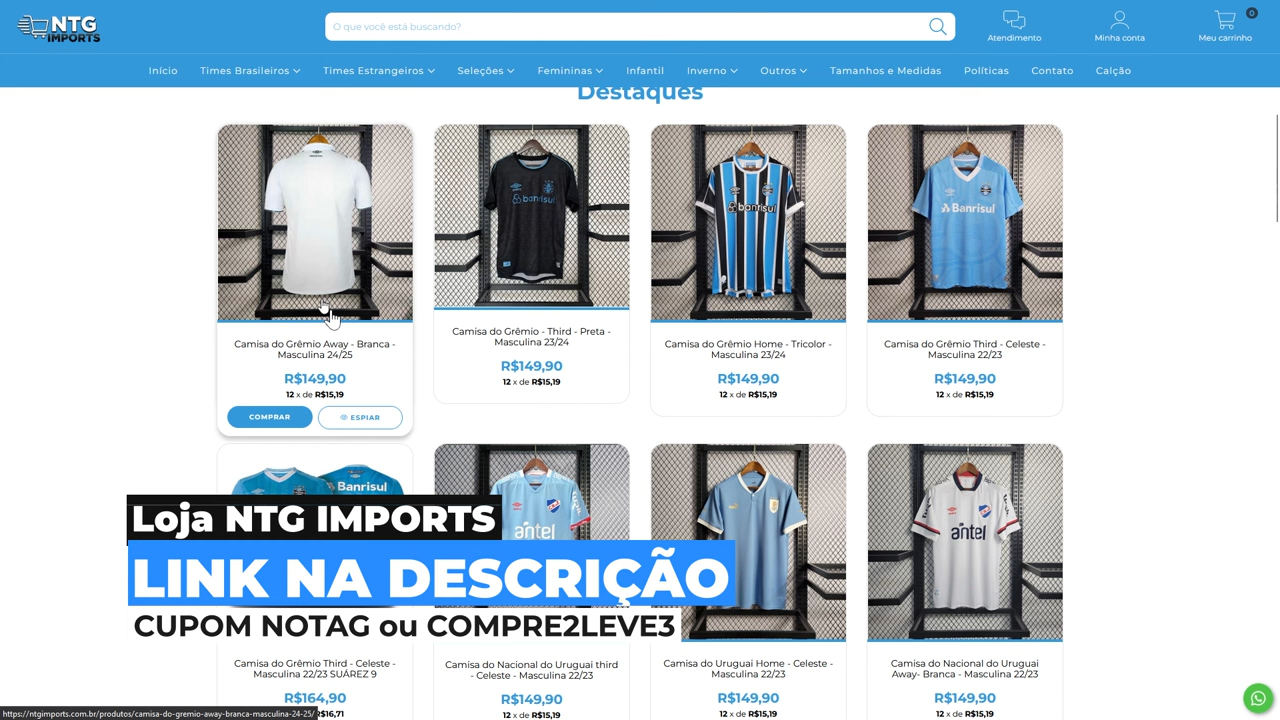 NTG
IMPORTS
O que você está buscando?
Atendimento
Minha conta
0
Meu carrinho
Início
Times Brasileiros
Times Estrangeiros
Seleções
Femininas
Infantil
Inverno
Outros
Tamanhos e Medidas
Políticas
Contato
Calção
Destaques
banrisul
banrisul
Banrisul
Camisa do Grêmio Away - Branca -
Masculina 24/25
R$149,90
12 x de R$15,19
COMPRAR
ESPIAR
Camisa do Grêmio - Third - Preta -
Masculina 23/24
R$149,90
12 x de R$15,19
Camisa do Grêmio Home - Tricolor -
Masculina 23/24
R$149,90
12 x de R$15,19
Camisa do Grêmio Third - Celeste -
Masculina 22/23
R$149,90
12 x de R$15,19
Banrisul
antel
antel
Loja NTG IMPORTS
LINK NA DESCRIÇÃO
CUPOM NOTAG ou COMPRE2LEVE3
Camisa do Grêmio Third - Celeste -
Masculina 22/23 SUÁREZ 9
R$164,90
R$16,71
Camisa do Nacional do Uruguai third
- Celeste - Masculina 22/23
R$149,90
12 x de R$15,19
Camisa do Uruguai Home - Celeste -
Masculina 22/23
R$149,90
12 x de R$15,19
Camisa do Nacional do Uruguai
Away- Branca - Masculina 22/23
R$149,90
12 x de R$15,19
https://ntgimports.com.br/produtos/camisa-do-gremio-away-branca-masculina-24-25/